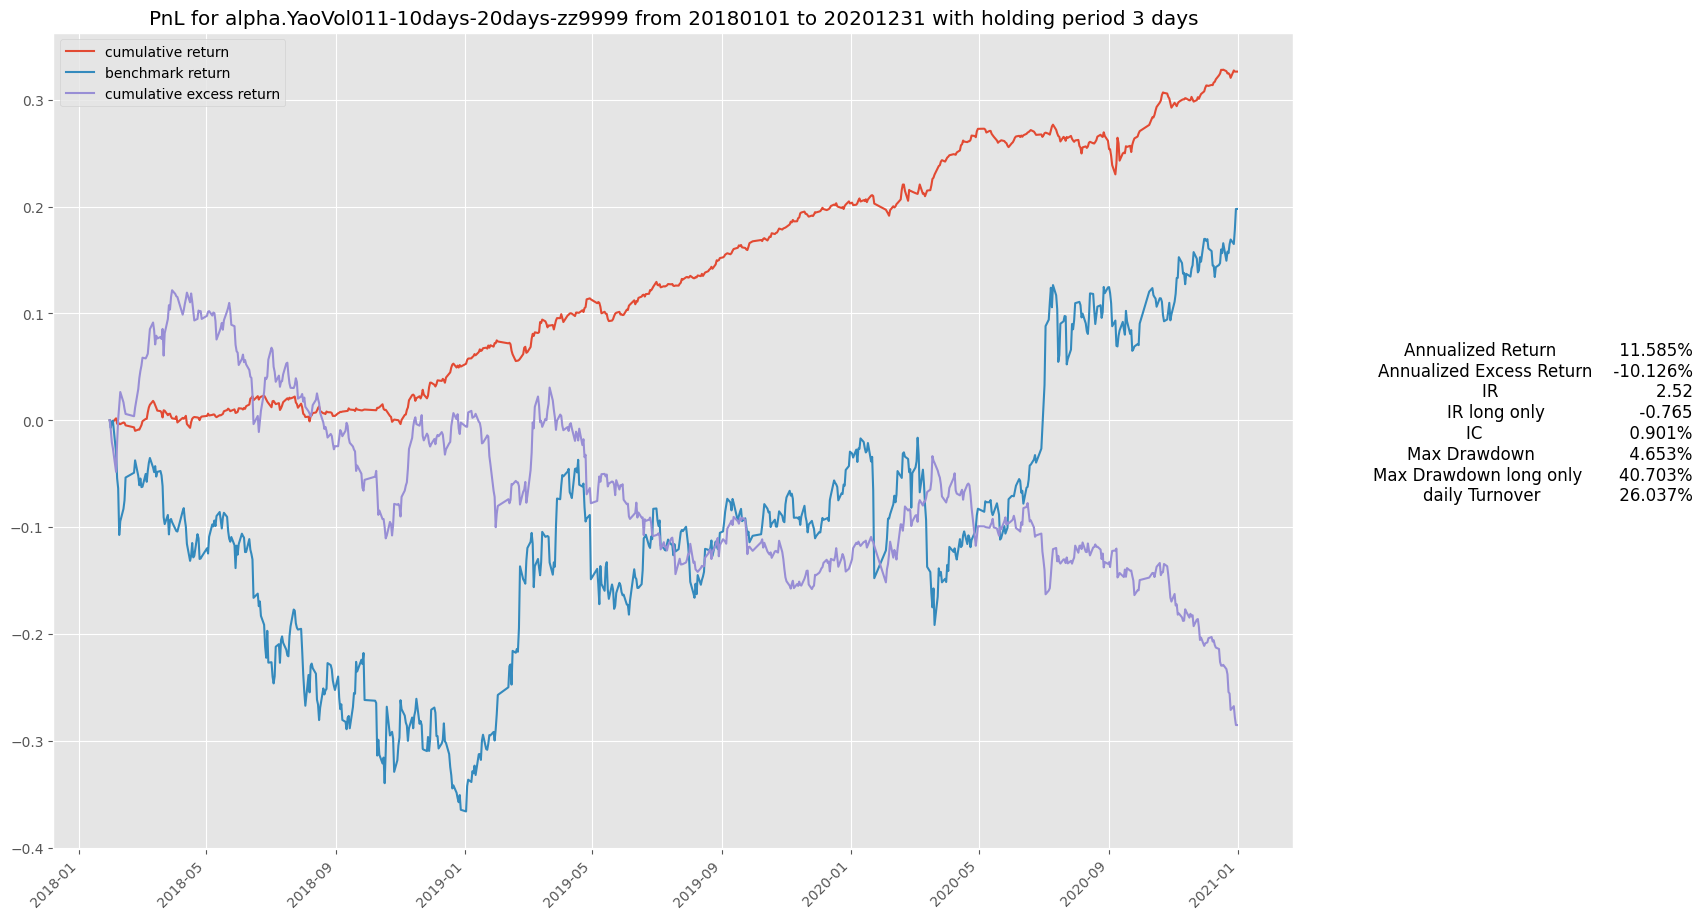 PnL for alpha.YaoVol011-10days-20days-zz9999 from 20180101 to 20201231 with holding period 3 days
cumulative return
benchmark return
cumulative excess return
0.3
0.2
0.1
0.0
−0.1
−0.2
−0.3
−0.4
2018-01
2018-05
2018-09
2019-01
2019-05
2019-09
2020-01
2020-05
2020-09
2021-01
Annualized Return 11.585%
Annualized Excess Return -10.126%
IR 2.52
IR long only -0.765
IC 0.901%
Max Drawdown 4.653%
Max Drawdown long only 40.703%
daily Turnover 26.037%